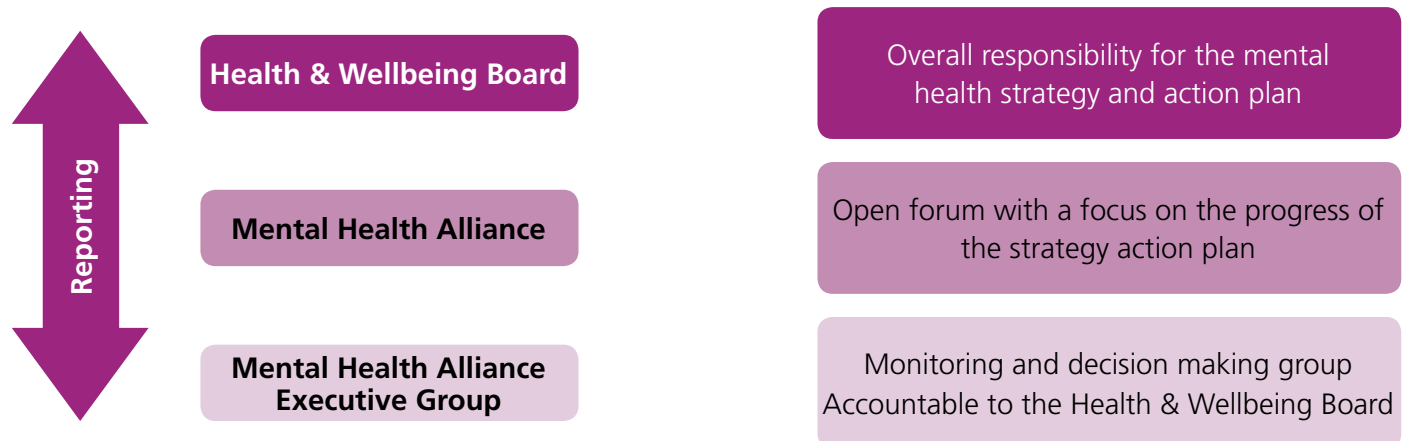 Reporting
Health & Wellbeing Board
Overall responsibility for the mental
health strategy and action plan
Mental Health Alliance
Open forum with a focus on the progress of
the strategy action plan
Mental Health Alliance
Executive Group
Monitoring and decision making group
Accountable to the Health & Wellbeing Board